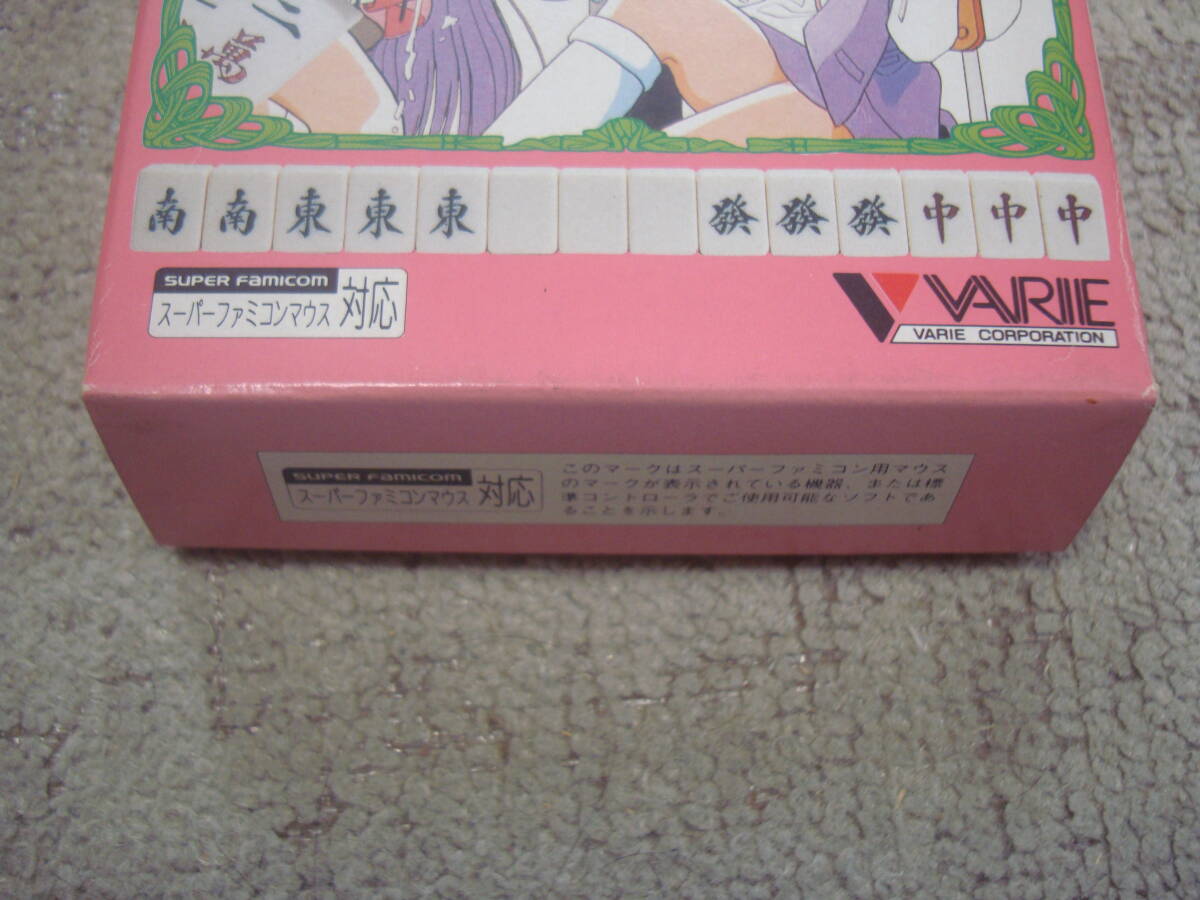 二
萬
南 南 東 東 東 發 發 發 中 中 中
SUPER FAMICOM
スーパーファミコンマウス 対応
VARIE
VARIE CORPORATION
SUPER FAMICOM
スーパーファミコンマウス 対応
このマークはスーパーファミコン用マウス
のマークが表示されている機器、または標
準コントローラでご使用可能なソフトであ
ることを示します。